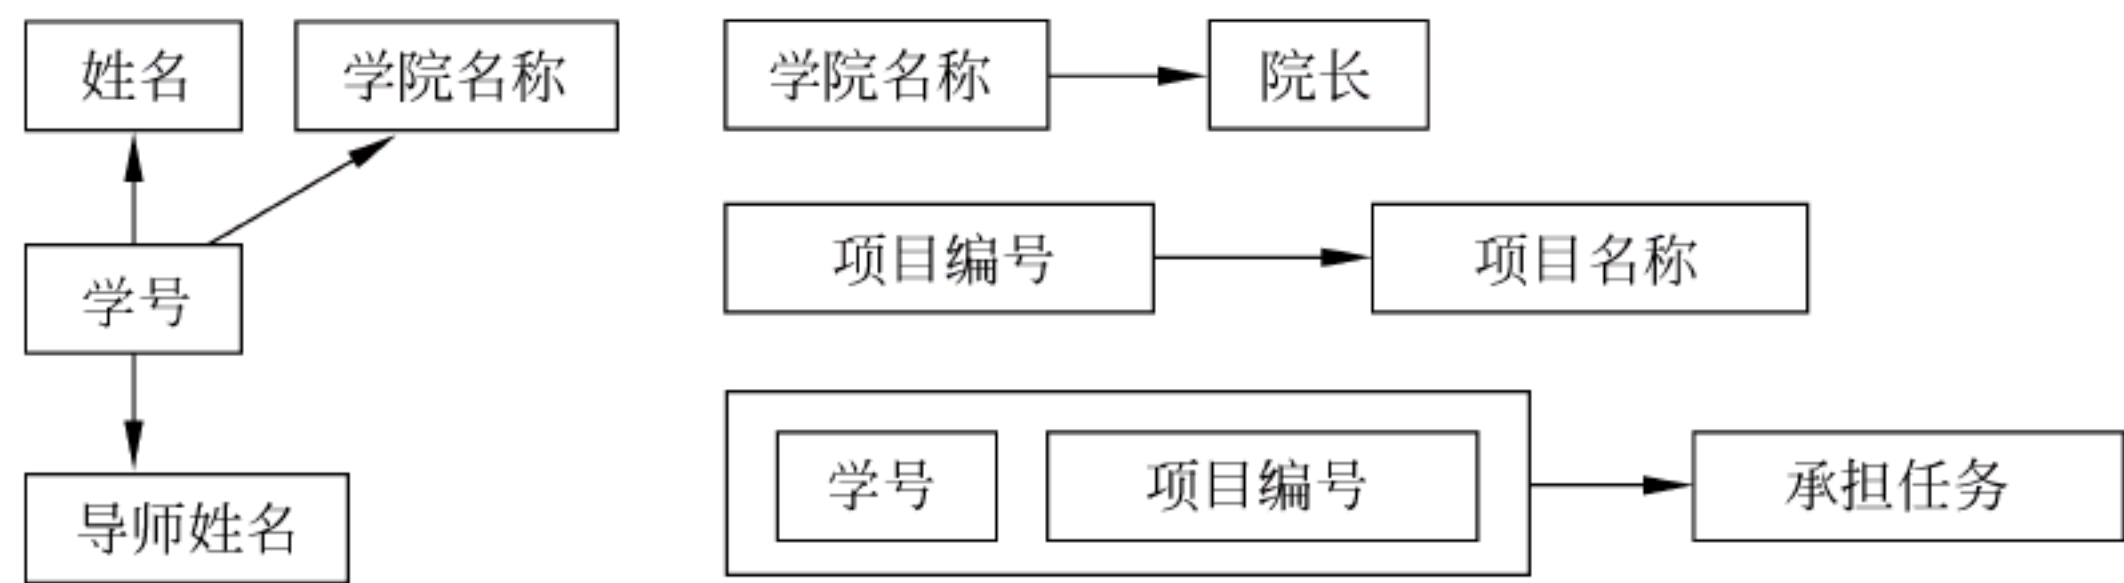 姓名
学院名称
学号
导师姓名
学院名称
院长
项目编号
项目名称
学号
项目编号
承担任务